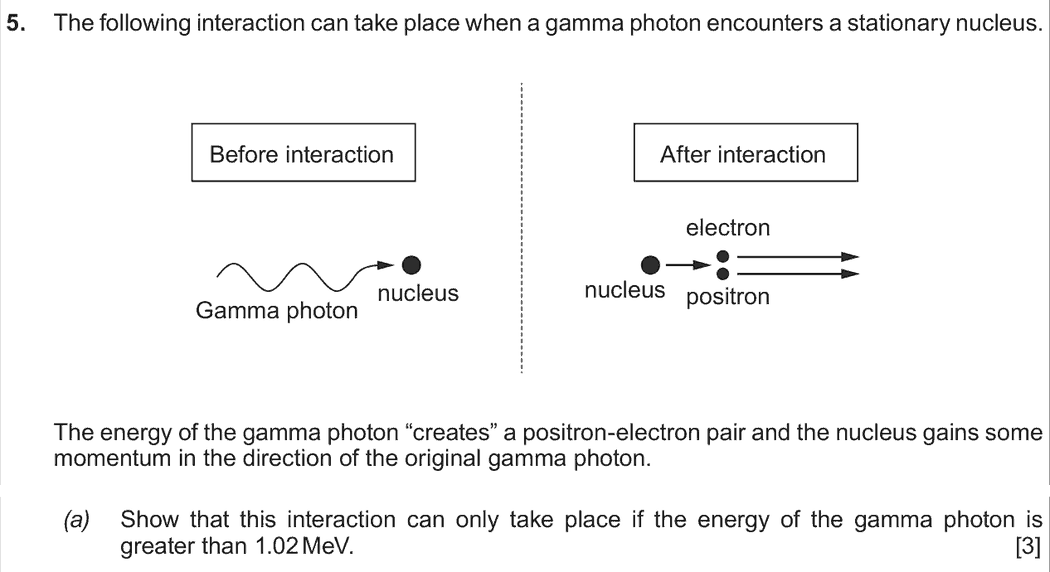 5. The following interaction can take place when a gamma photon encounters a stationary nucleus.
Before interaction
After interaction
Gamma photon
nucleus
electron
nucleus
positron
The energy of the gamma photon “creates” a positron-electron pair and the nucleus gains some
momentum in the direction of the original gamma photon.
(a) Show that this interaction can only take place if the energy of the gamma photon is
greater than 1.02 MeV. [3]